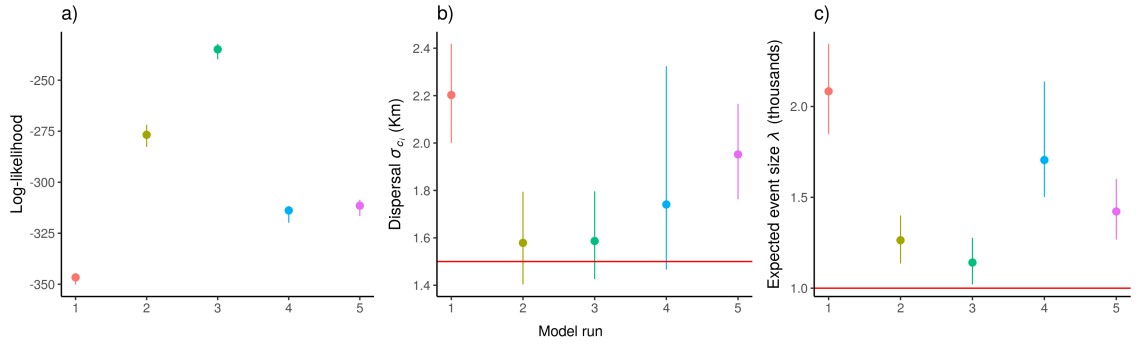 a)
Log-likelihood
-250
-275
-300
-325
-350
1 2 3 4 5
b)
Dispersal σ_{c_i} (Km)
2.4
2.2
2.0
1.8
1.6
1.4
1 2 3 4 5
Model run
c)
Expected event size λ (thousands)
2.0
1.5
1.0
1 2 3 4 5